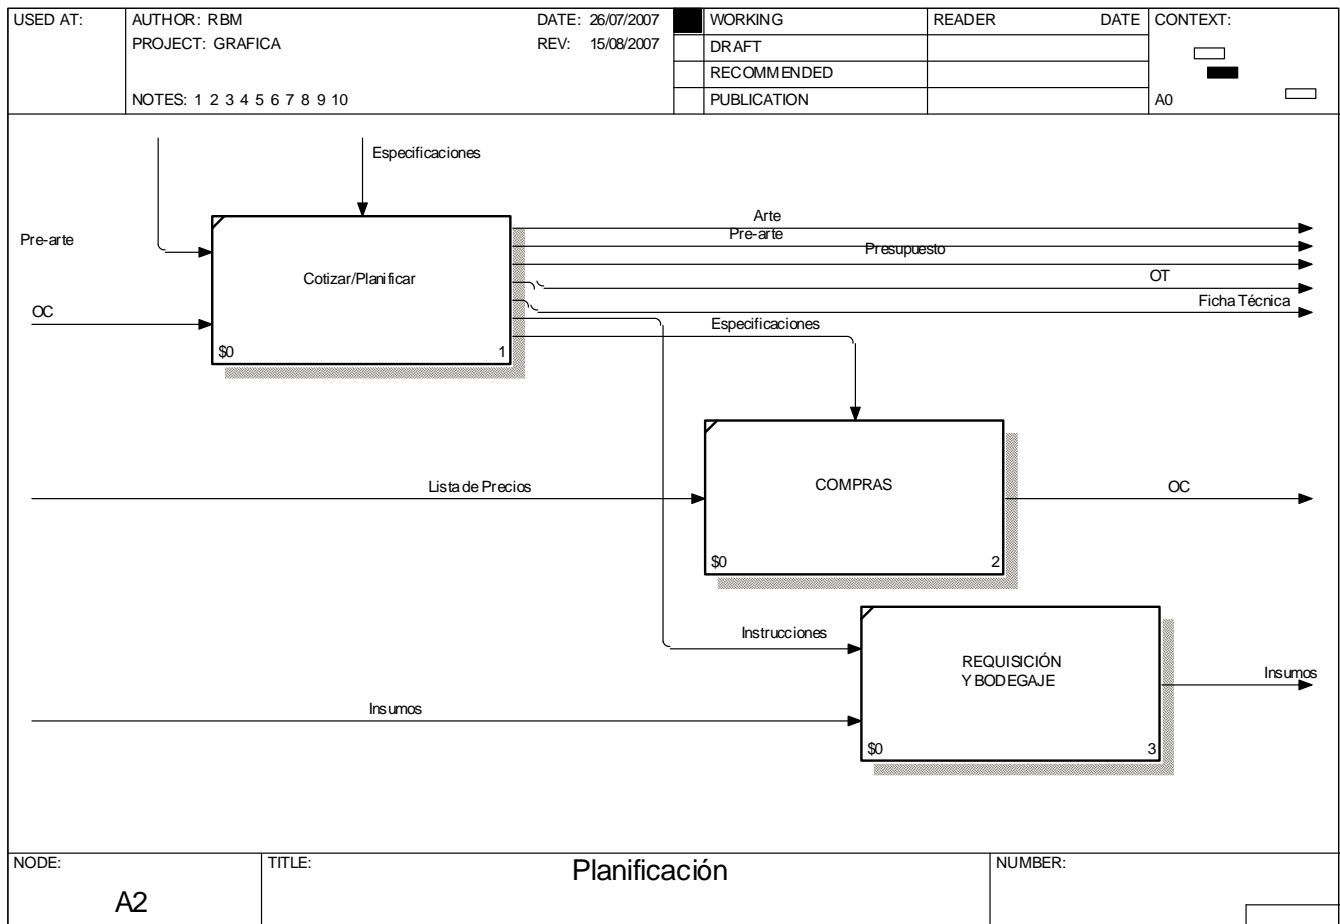 USED AT:
AUTHOR: RBM
DATE: 26/07/2007
PROJECT: GRAFICA
REV: 15/08/2007
NOTES: 1 2 3 4 5 6 7 8 9 10
WORKING
DRAFT
RECOMMENDED
PUBLICATION
READER
DATE
CONTEXT:
A0
Especificaciones
Pre-arte
Arte
Pre-arte
Presupuesto
Cotizar/Planificar
OT
Ficha Técnica
OC
Especificaciones
$0
1
Lista de Precios
COMPRAS
OC
$0
2
Instrucciones
REQUISICIÓN
Y BODEGAJE
Insumos
Insumos
$0
3
NODE:
A2
TITLE:
Planificación
NUMBER: